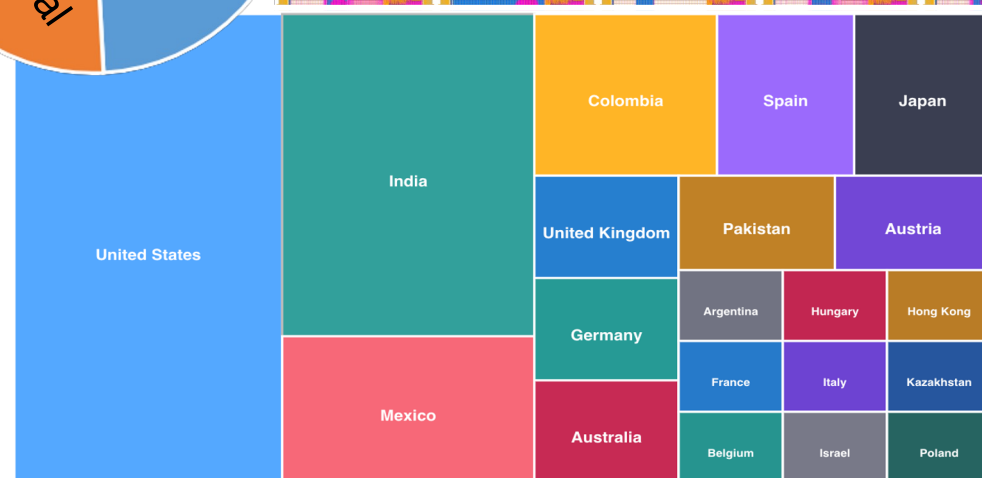 al
United States
India
Mexico
Colombia
Spain
Japan
United Kingdom
Pakistan
Austria
Germany
Argentina
Hungary
Hong Kong
France
Italy
Kazakhstan
Australia
Belgium
Israel
Poland